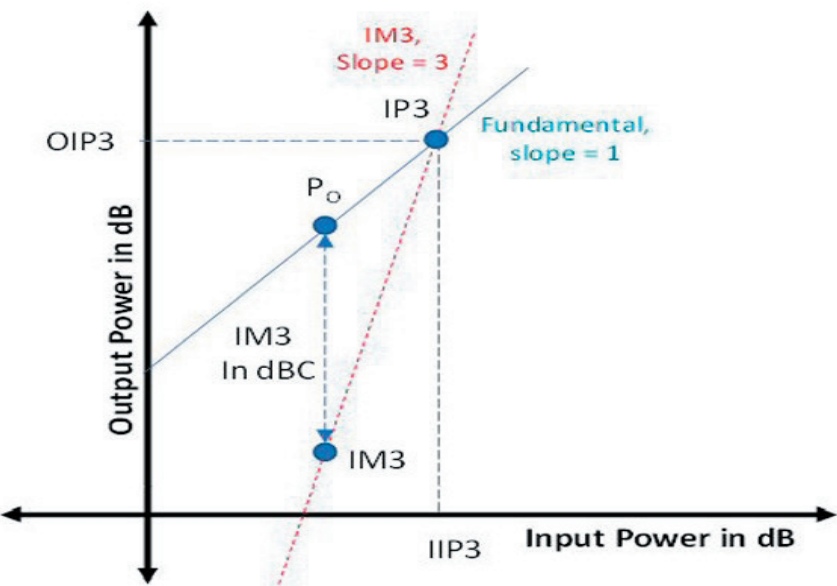 IM3,
Slope = 3
IP3
Fundamental,
slope = 1
OIP3
Po
Output Power in dB
IM3
In dBC
IM3
IIP3
Input Power in dB